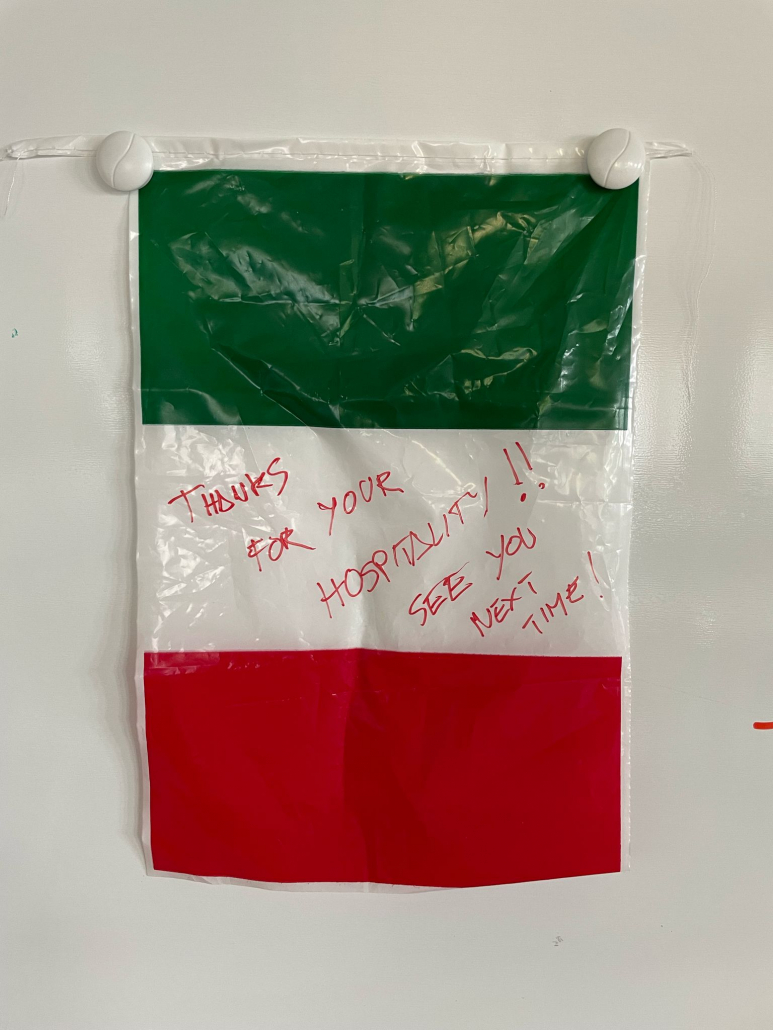 THANKS
FOR YOUR
HOSPITALITY!!
SEE YOU
NEXT
TIME!